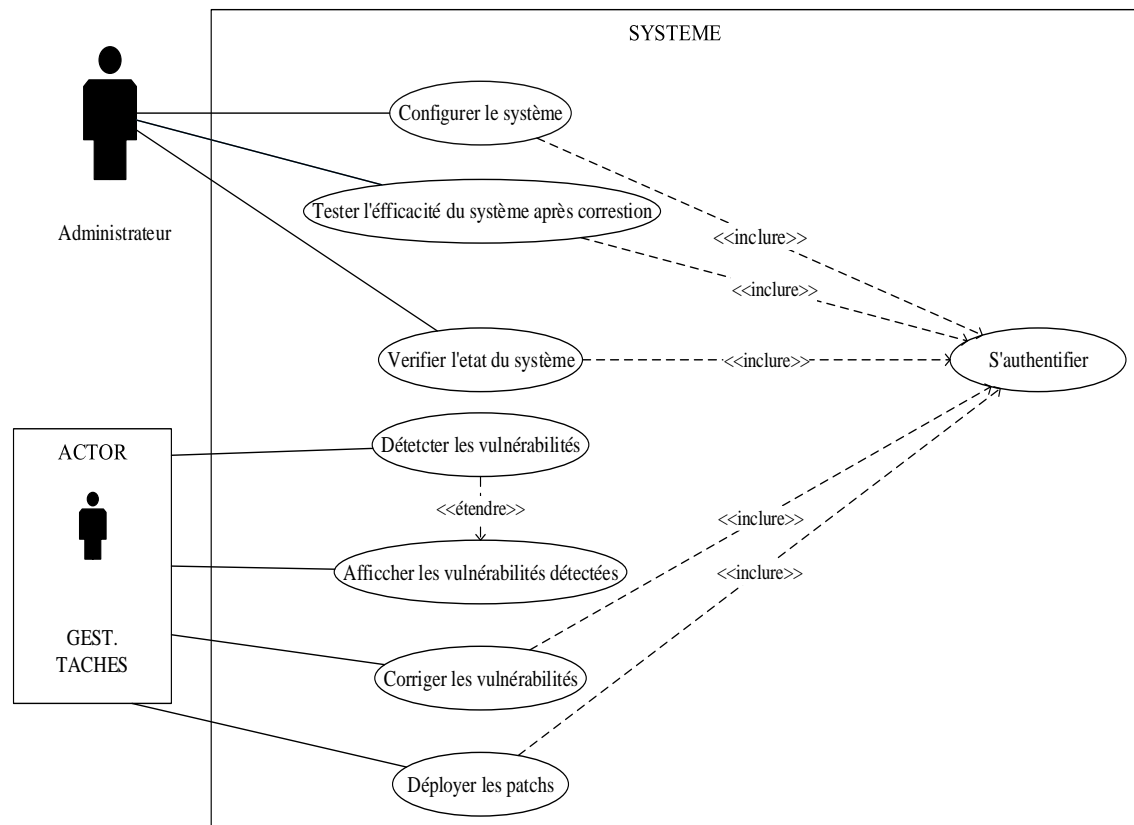 SYSTEME
Configurer le système
Tester l'éfficacité du système après correstion
Administrateur
<<inclure>>
<<inclure>>
Verifier l'etat du système
<<inclure>>
S'authentifier
ACTOR
Détetcter les vulnérabilités
<<étendre>>
<<inclure>>
Afficcher les vulnérabilités détectées
<<inclure>>
GEST.
TACHES
Corriger les vulnérabilités
Déployer les patchs